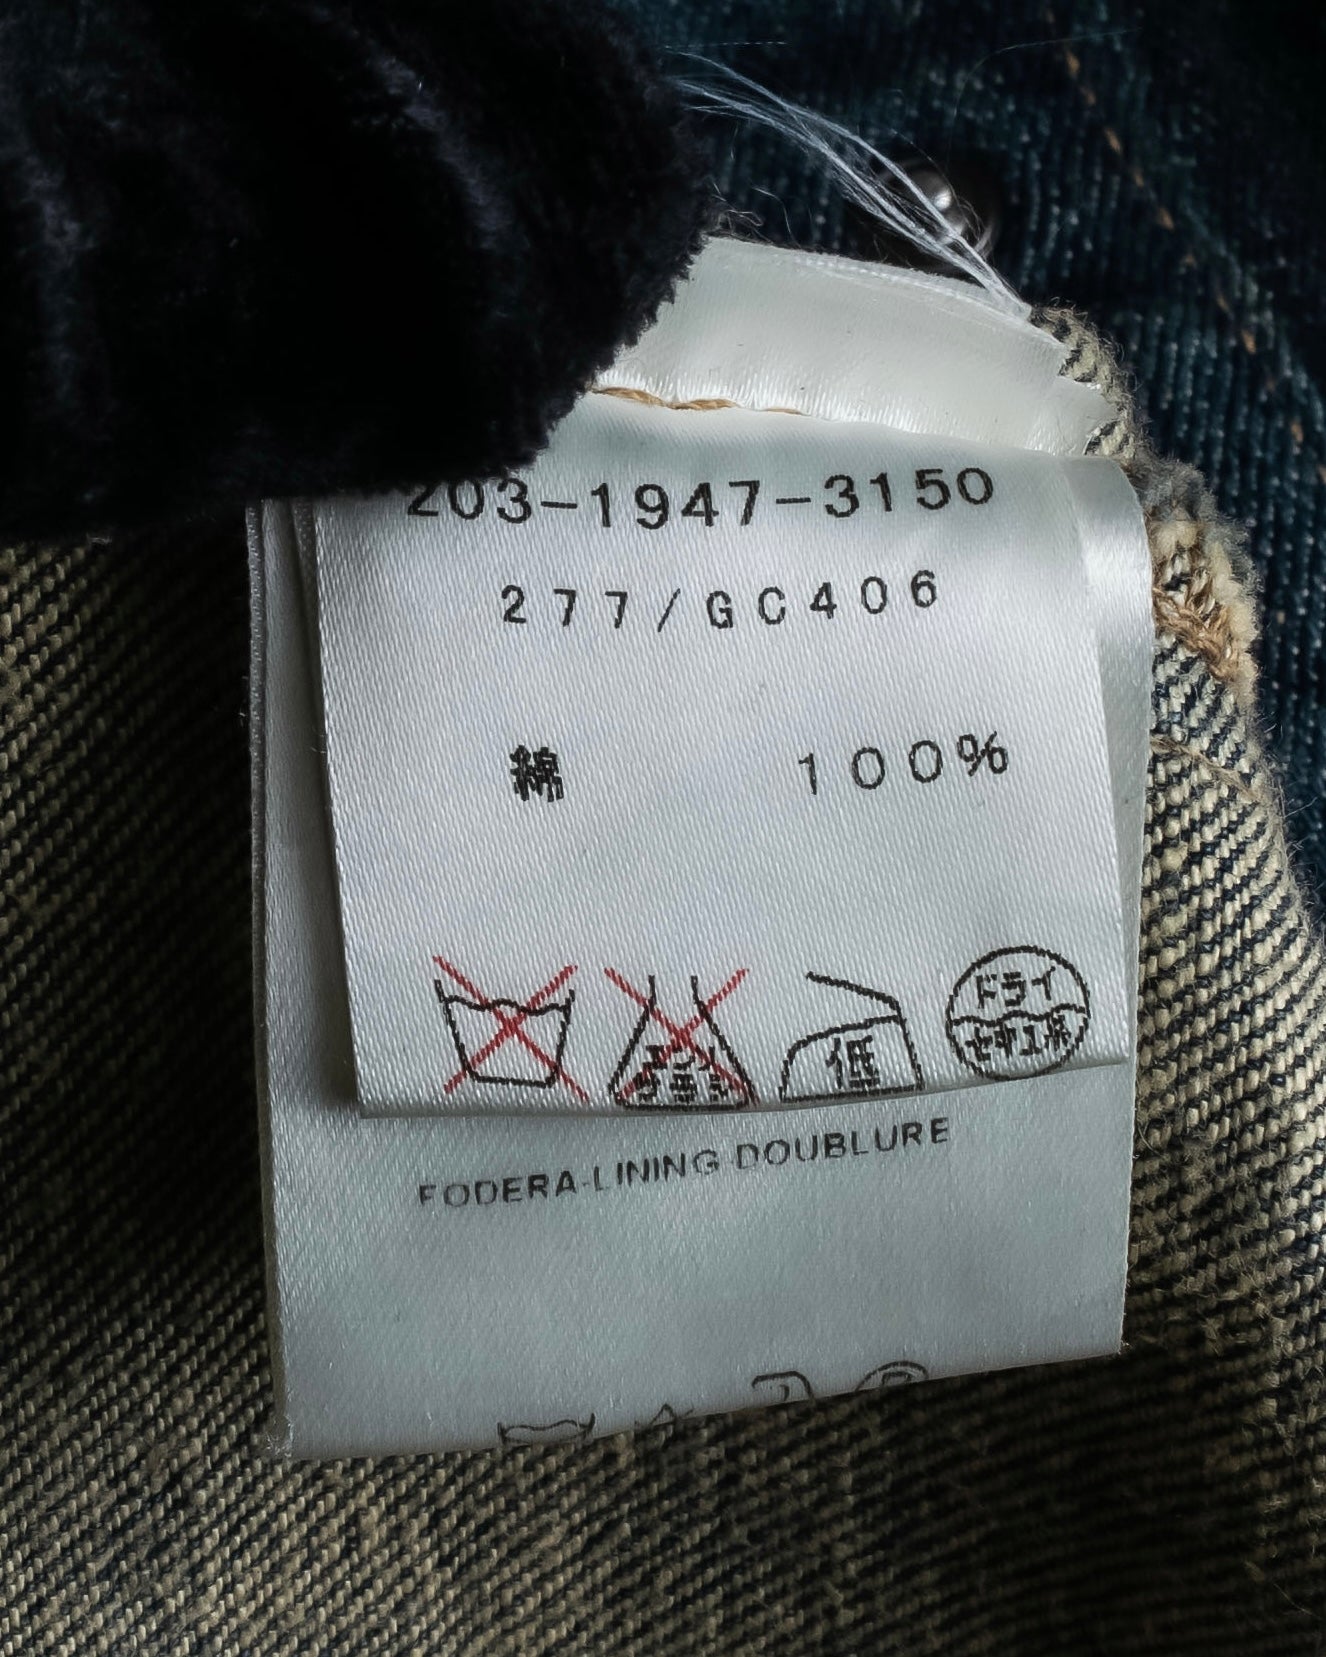 203-1947-3150
277/GC406
綿 100%
低 ドライ
FODERA-LINING-DOUBLURE